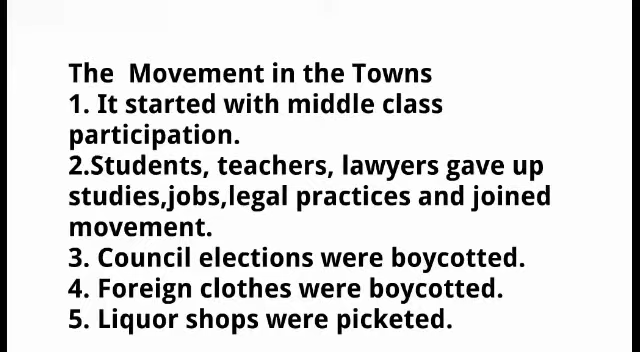 The  Movement in the Towns
1. It started with middle class
participation.
2.Students, teachers, lawyers gave up
studies,jobs,legal practices and joined
movement.
3. Council elections were boycotted.
4. Foreign clothes were boycotted.
5. Liquor shops were picketed.